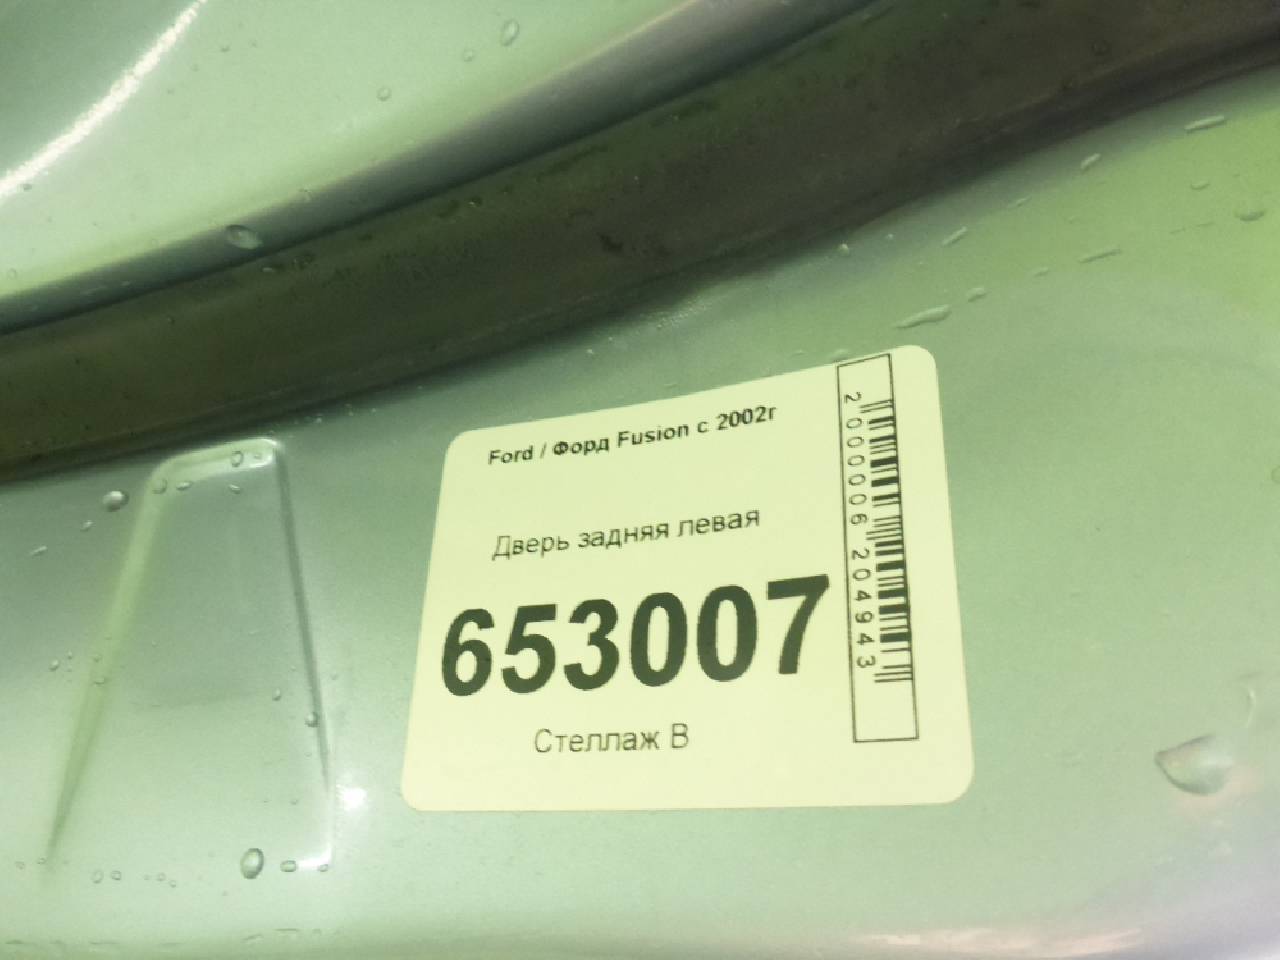 Ford / Форд Fusion с 2002г
Дверь задняя левая
653007
Стеллаж В
2000006204943